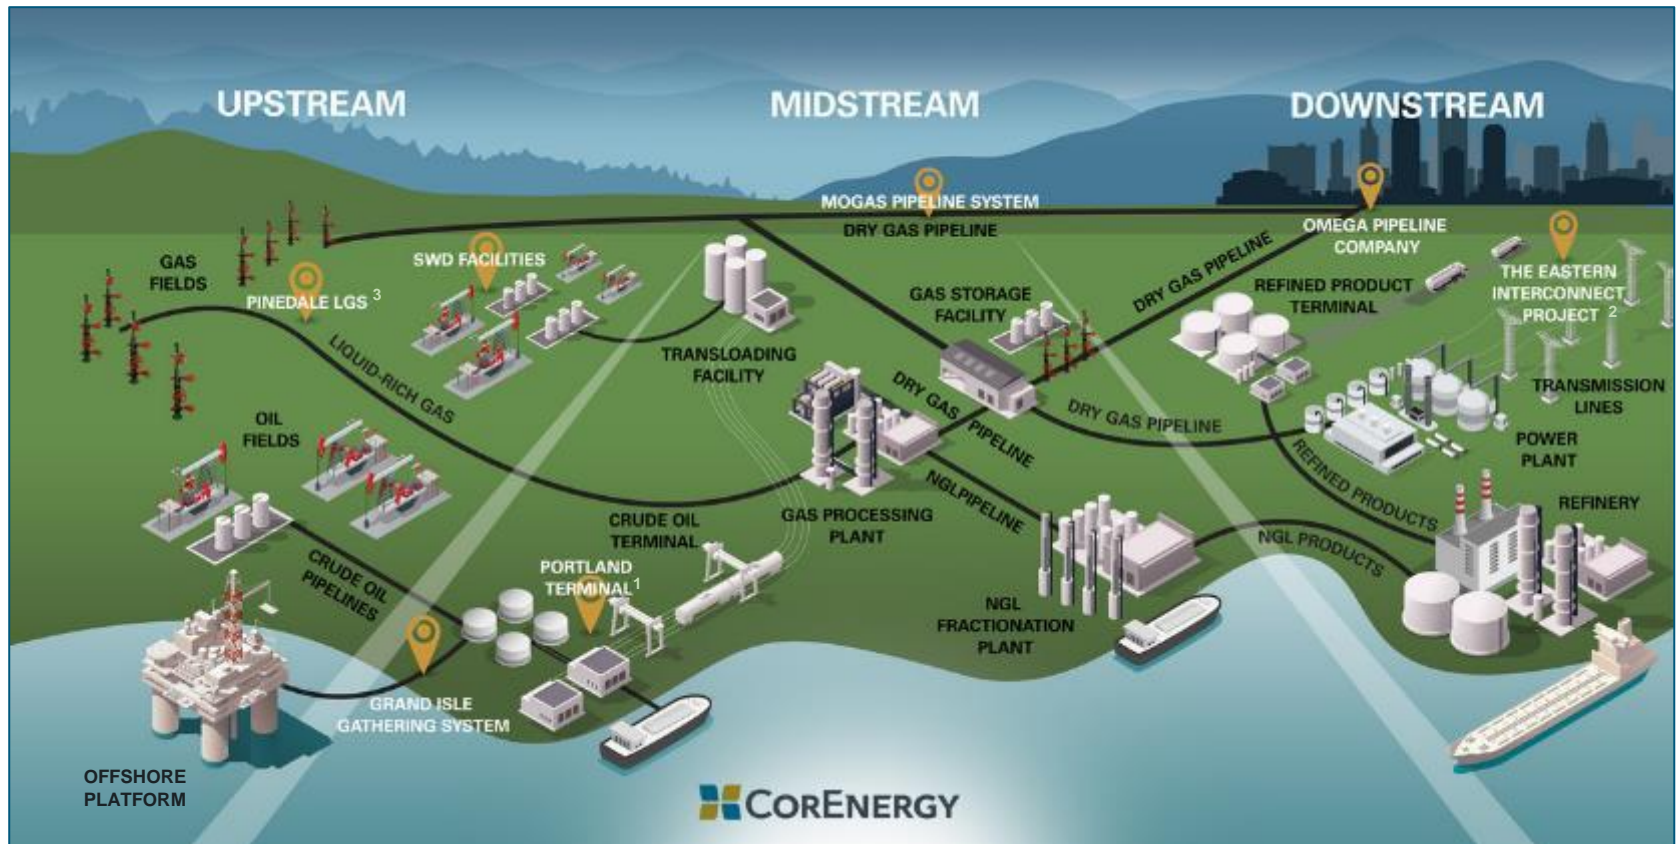 UPSTREAM
MIDSTREAM
DOWNSTREAM
MOGAS PIPELINE SYSTEM
DRY GAS PIPELINE
OMEGA PIPELINE
COMPANY
GAS
FIELDS
SWD FACILITIES
PINEDALE LGS 3
LIQUID-RICH GAS
TRANSLOADING
FACILITY
GAS STORAGE
FACILITY
DRY GAS PIPELINE
REFINED PRODUCT
TERMINAL
THE EASTERN
INTERCONNECT
PROJECT 2
TRANSMISSION
LINES
DRY GAS
PIPELINE
DRY GAS PIPELINE
POWER
PLANT
OIL
FIELDS
CRUDE OIL
TERMINAL
GAS PROCESSING
PLANT
NGL PIPELINE
REFINED PRODUCTS
REFINERY
NGL PRODUCTS
CRUDE OIL
PIPELINES
PORTLAND
TERMINAL1
NGL
FRACTIONATION
PLANT
GRAND ISLE
GATHERING SYSTEM
OFFSHORE
PLATFORM
CORENERGY